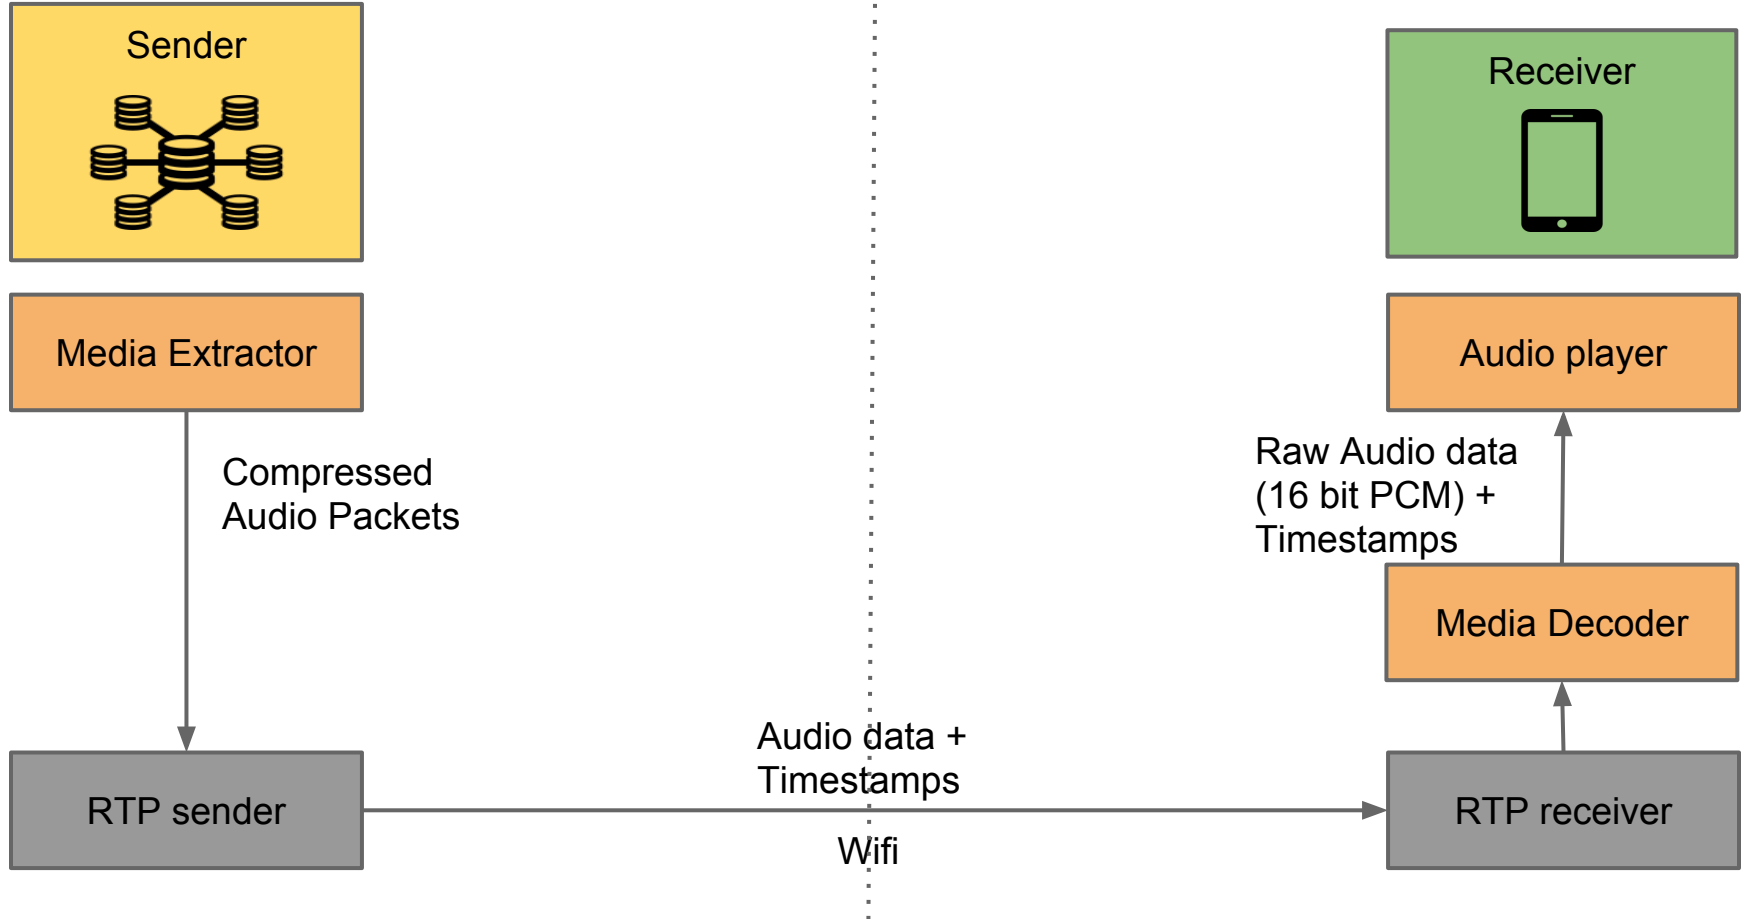 Sender
Receiver
Media Extractor
Audio player
Compressed
Audio Packets
Raw Audio data
(16 bit PCM) +
Timestamps
Media Decoder
Audio data +
Timestamps
RTP sender
RTP receiver
Wifi